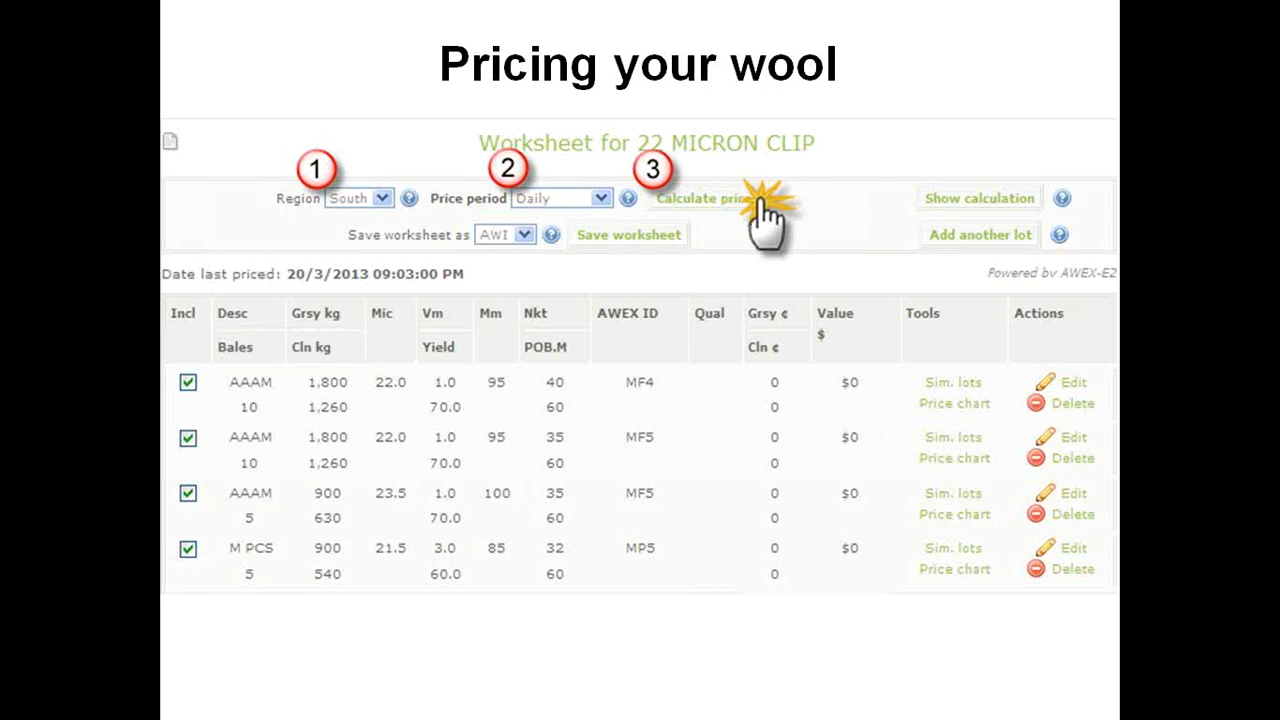 Pricing your wool
Worksheet for 22 MICRON CLIP
1 2 3
Region South Price period Daily Calculate Show calculation
Save worksheet as AWI Save worksheet Add another lot
Date last priced: 20/3/2013 09:03:00 PM Powered by AWEX-E2
Incl Desc Grsy kg Mic Vm Mm Nkt AWEX ID Qual Grsy ¢ Value $ Tools Actions
Bales Cln kg Yield POB.M Cln ¢
AAAM 1,800 22.0 1.0 95 40 MF4 0 $0 Sim. lots Edit
10 1,260 70.0 60 0 Price chart Delete
AAAM 1,800 22.0 1.0 95 35 MF5 0 $0 Sim. lots Edit
10 1,260 70.0 60 0 Price chart Delete
AAAM 900 23.5 1.0 100 35 MF5 0 $0 Sim. lots Edit
5 630 70.0 60 0 Price chart Delete
M PCS 900 21.5 3.0 85 32 MP5 0 $0 Sim. lots Edit
5 540 60.0 60 0 Price chart Delete